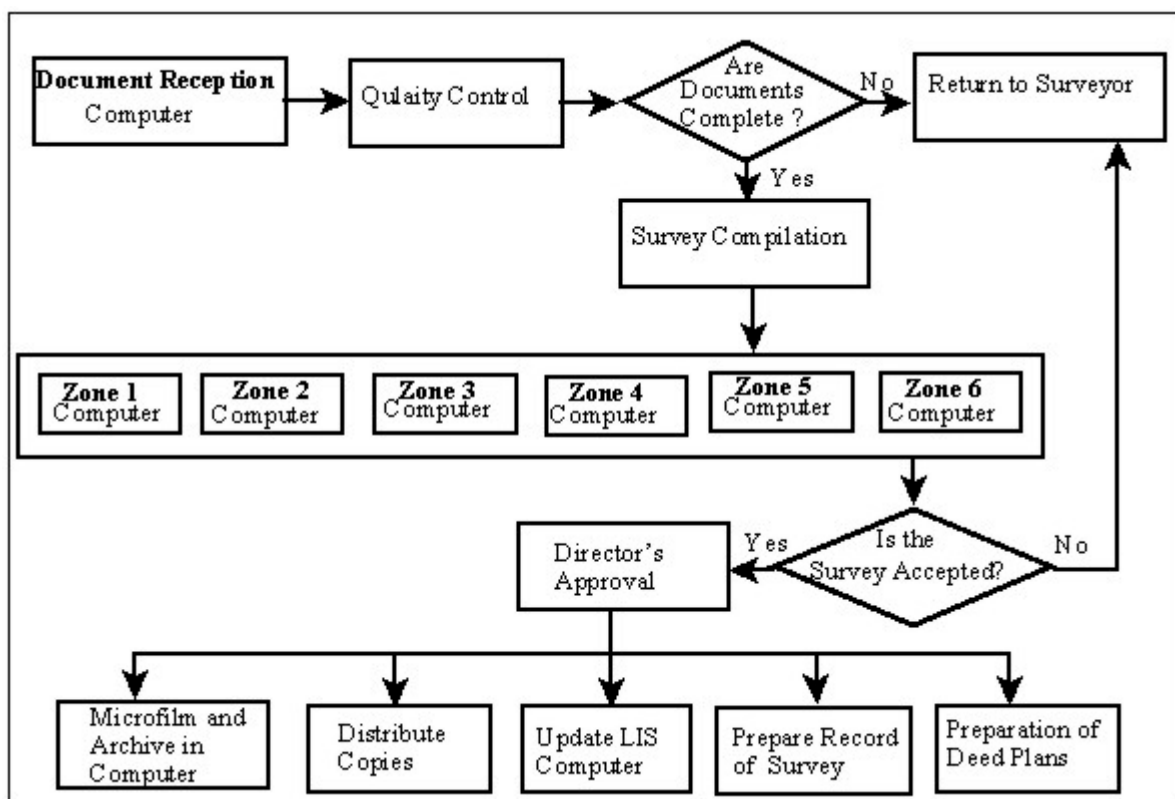 Document Reception
Computer
Qulaity Control
Are
Documents
Complete ?
No
Return to Surveyor
Yes
Survey Compilation
Zone 1
Computer
Zone 2
Computer
Zone 3
Computer
Zone 4
Computer
Zone 5
Computer
Zone 6
Computer
Is the
Survey Accepted?
Yes
No
Director's
Approval
Microfilm and
Archive in
Computer
Distribute
Copies
Update LIS
Computer
Prepare Record
of Survey
Preparation of
Deed Plans